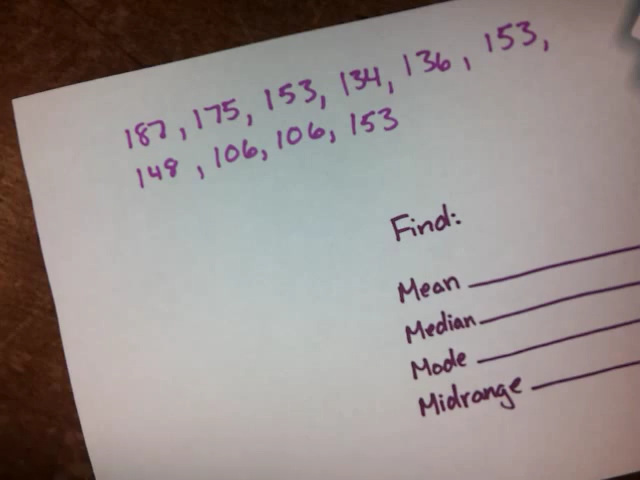 187, 175, 153, 134, 136, 153,
148, 106, 106, 153
Find:
Mean
Median
Mode
Midrange